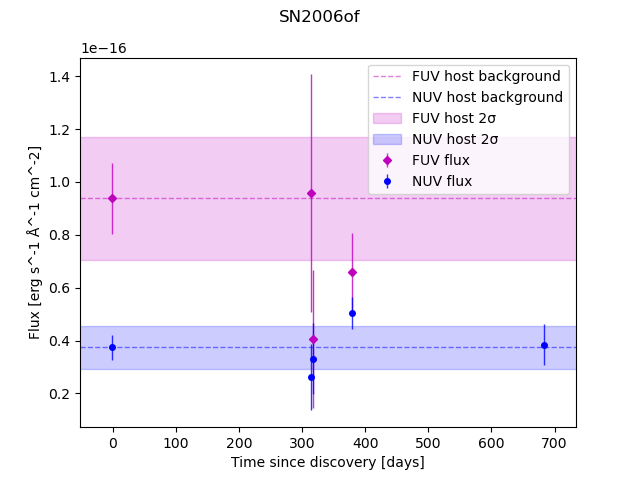 SN2006of
1e−16
Flux [erg s^-1 Å^-1 cm^-2]
1.4
1.2
1.0
0.8
0.6
0.4
0.2
FUV host background
NUV host background
FUV host 2σ
NUV host 2σ
FUV flux
NUV flux
0 100 200 300 400 500 600 700
Time since discovery [days]